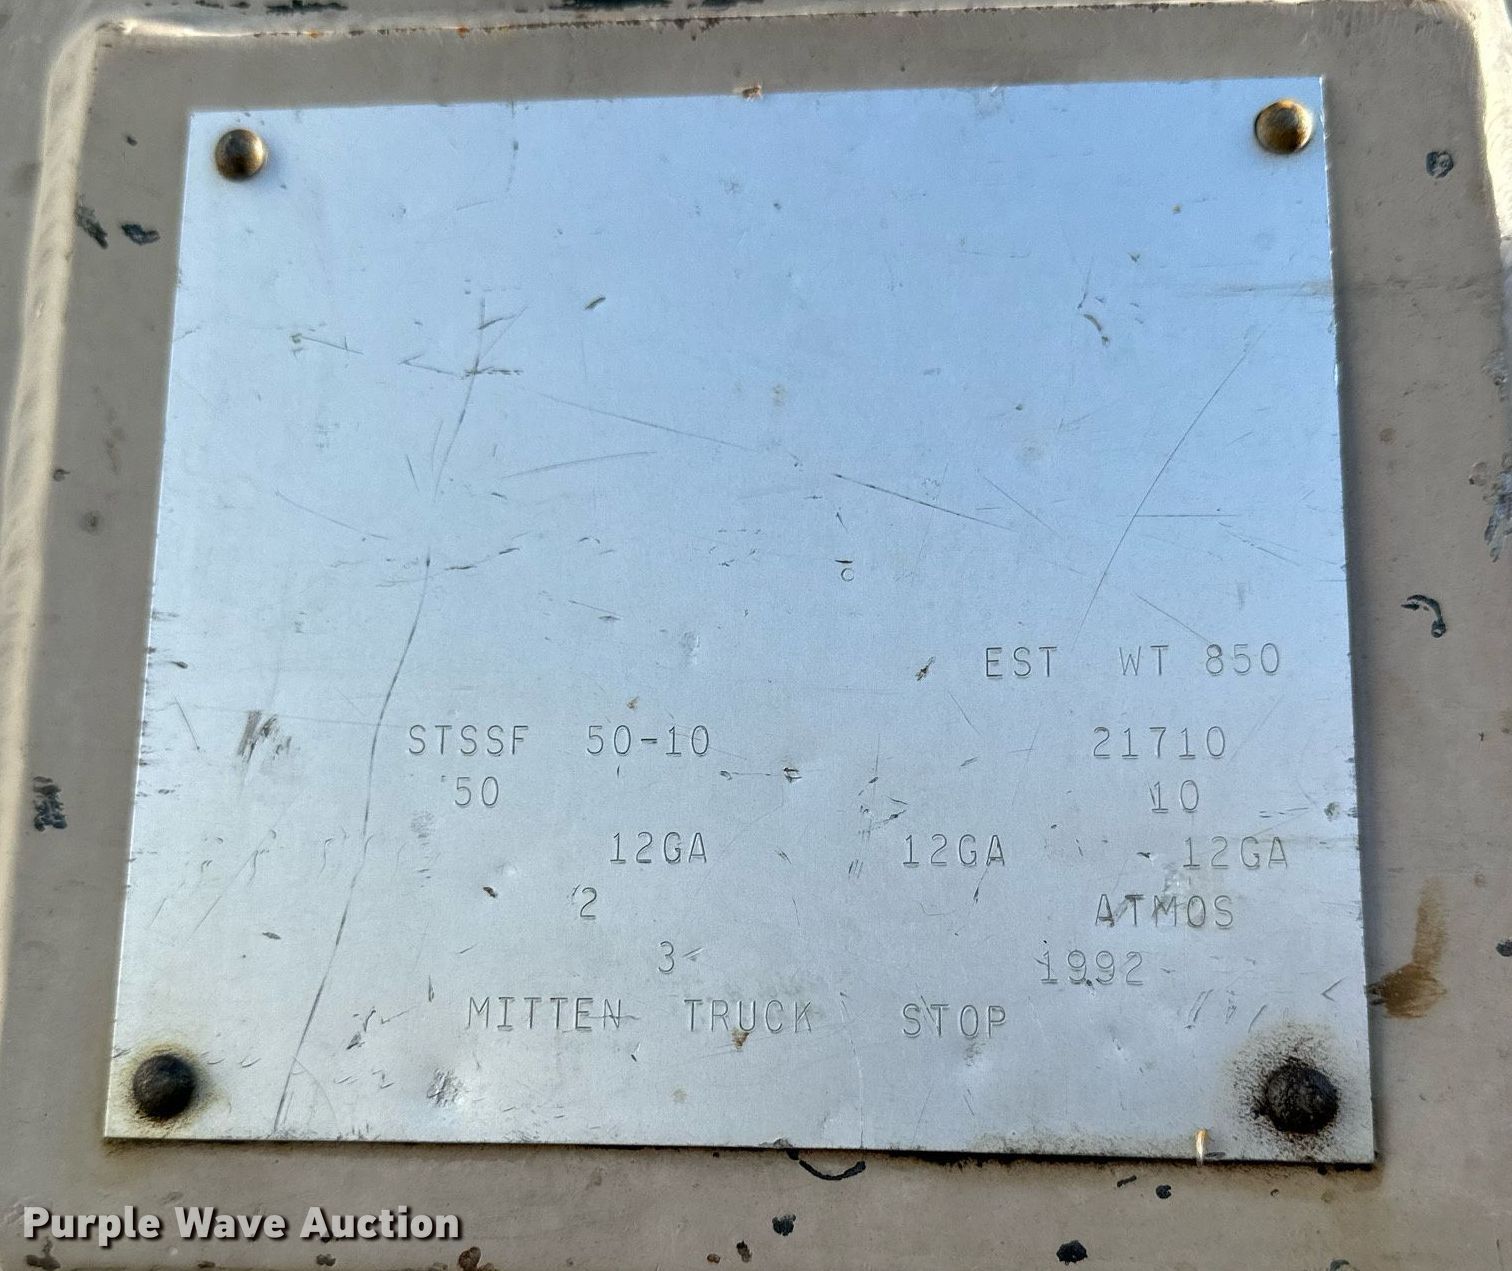 EST WT 850
STSSF 50-10 21710
50 10
12GA 12GA 12GA
2 ATMOS
3 1992
MITTEN TRUCK STOP
Purple Wave Auction